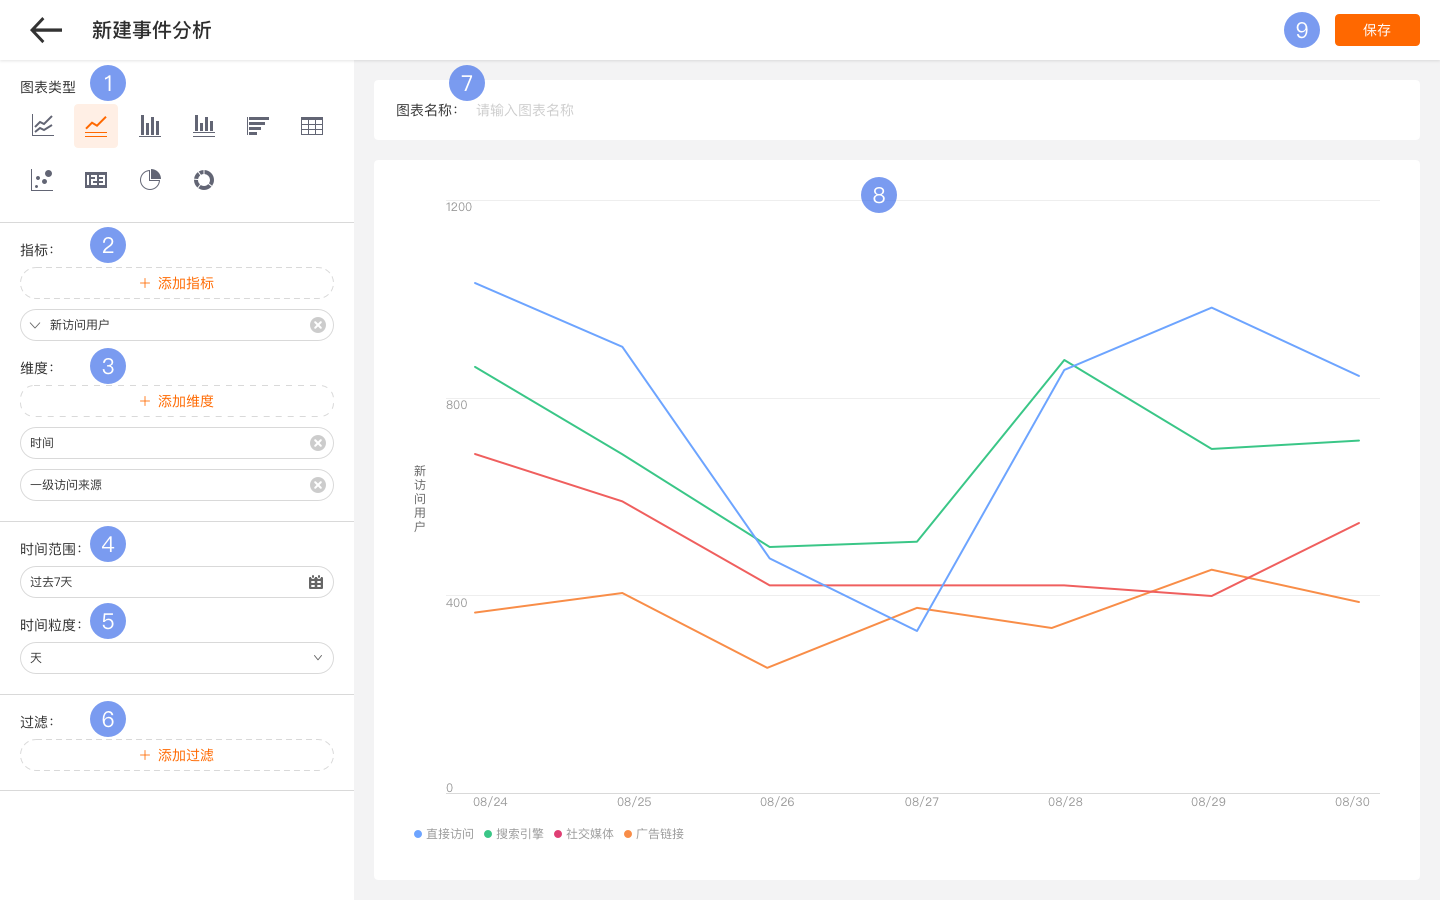 新建事件分析
9
保存
图表类型
1
指标：
2
添加指标
新访问用户
维度：
3
添加维度
时间
一级访问来源
时间范围：
4
过去7天
时间粒度：
5
天
过滤：
6
添加过滤
图表名称：
7
请输入图表名称
8
1200
800
400
0
新访问用户
08/24
08/25
08/26
08/27
08/28
08/29
08/30
直接访问
搜索引擎
社交媒体
广告链接